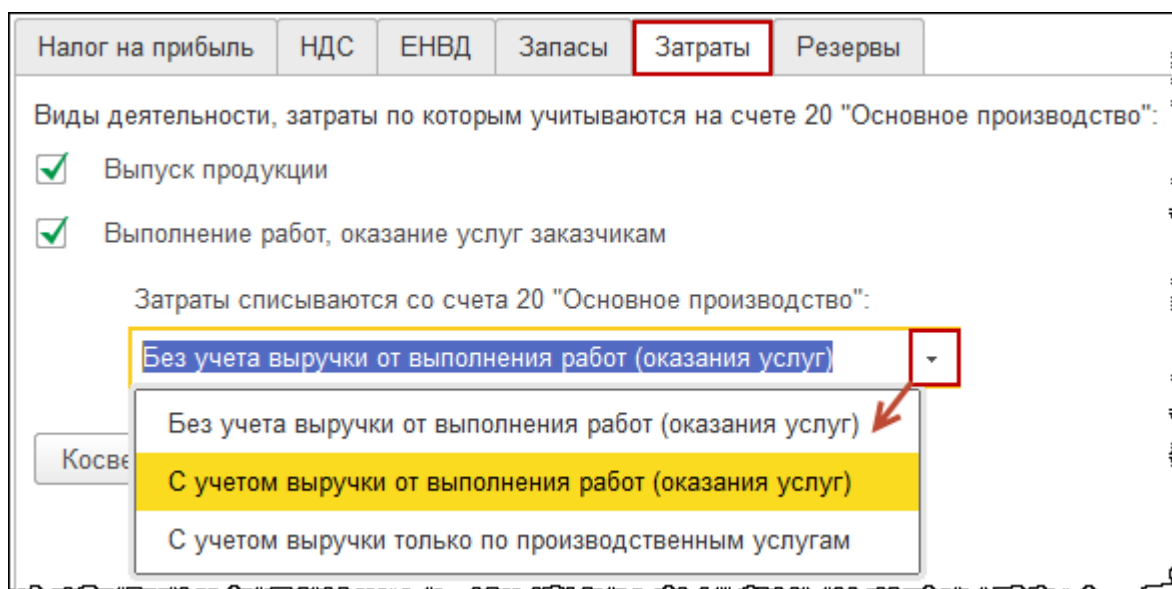 Налог на прибыль НДС ЕНВД Запасы Затраты Резервы
Виды деятельности, затраты по которым учитываются на счете 20 "Основное производство":
Выпуск продукции
Выполнение работ, оказание услуг заказчикам
Затраты списываются со счета 20 "Основное производство":
Без учета выручки от выполнения работ (оказания услуг)
Без учета выручки от выполнения работ (оказания услуг)
Косве
С учетом выручки от выполнения работ (оказания услуг)
С учетом выручки только по производственным услугам